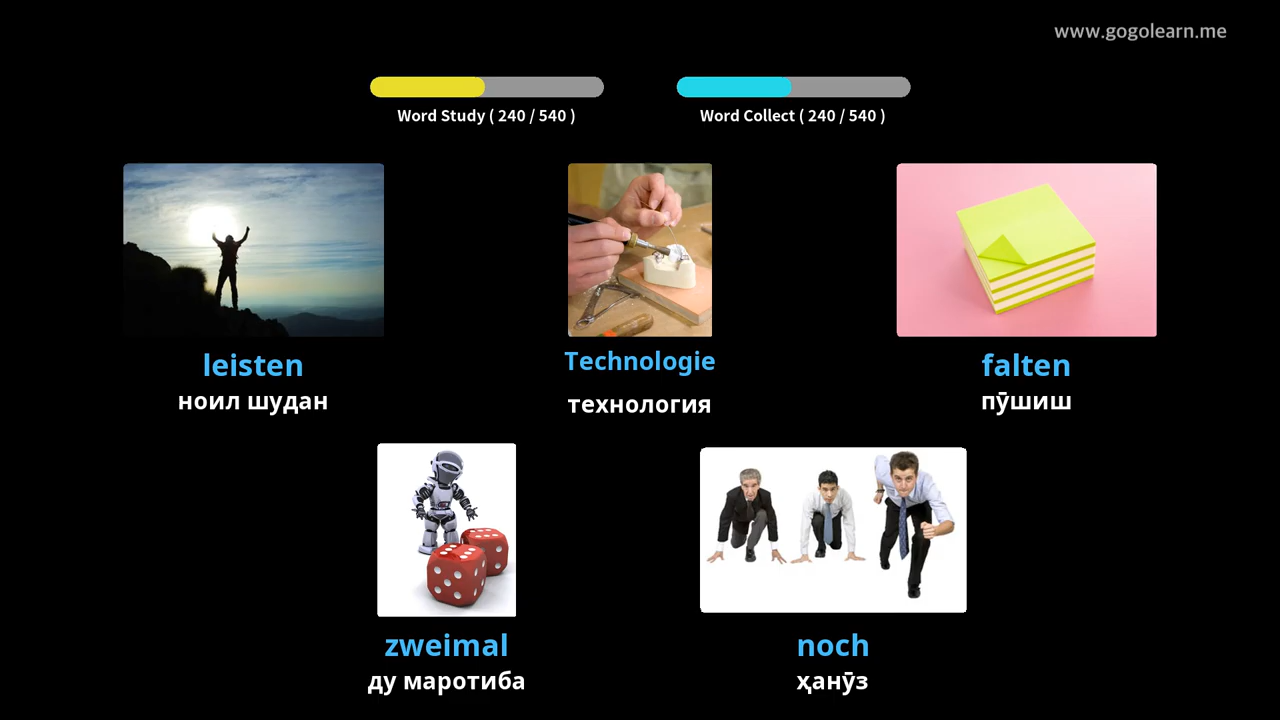 www.gogolearn.me
Word Study ( 240 / 540 )
Word Collect ( 240 / 540 )
leisten
ноил шудан
Technologie
технология
falten
пӯшиш
zweimal
ду маротиба
noch
ҳанӯз